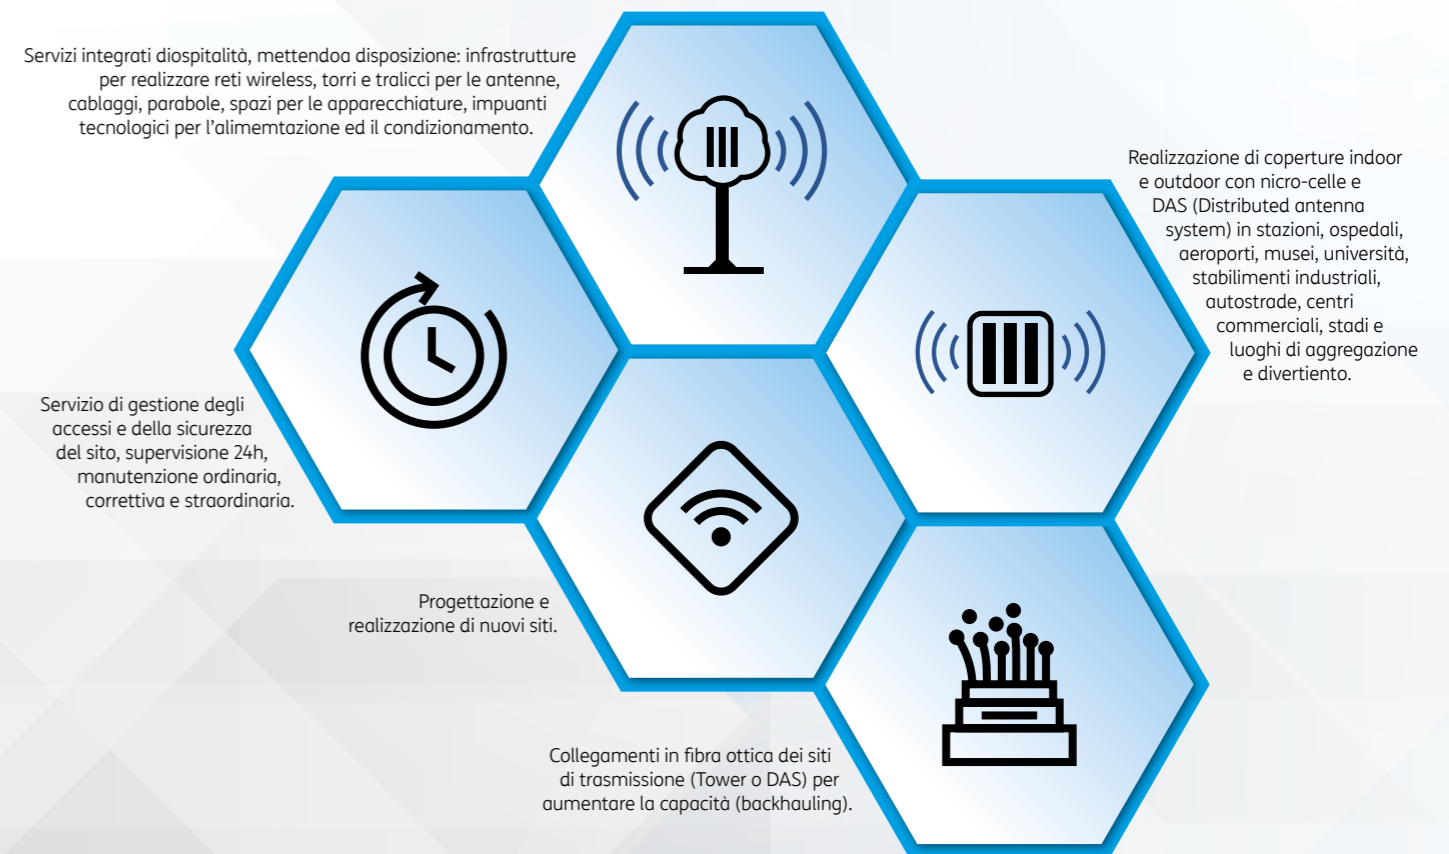 Servizi integrati diospitalità, mettendoa disposizione: infrastrutture
per realizzare reti wireless, torri e tralicci per le antenne,
cablaggi, parabole, spazi per le apparecchiature, impuanti
tecnologici per l'alimemtazione ed il condizionamento.
Realizzazione di coperture indoor
e outdoor con nicro-celle e
DAS (Distributed antenna
system) in stazioni, ospedali,
aeroporti, musei, università,
stabilimenti industriali,
autostrade, centri
commerciali, stadi e
luoghi di aggregazione
e divertiento.
Servizio di gestione degli
accessi e della sicurezza
del sito, supervisione 24h,
manutenzione ordinaria,
correttiva e straordinaria.
Progettazione e
realizzazione di nuovi siti.
Collegamenti in fibra ottica dei siti
di trasmissione (Tower o DAS) per
aumentare la capacità (backhauling).